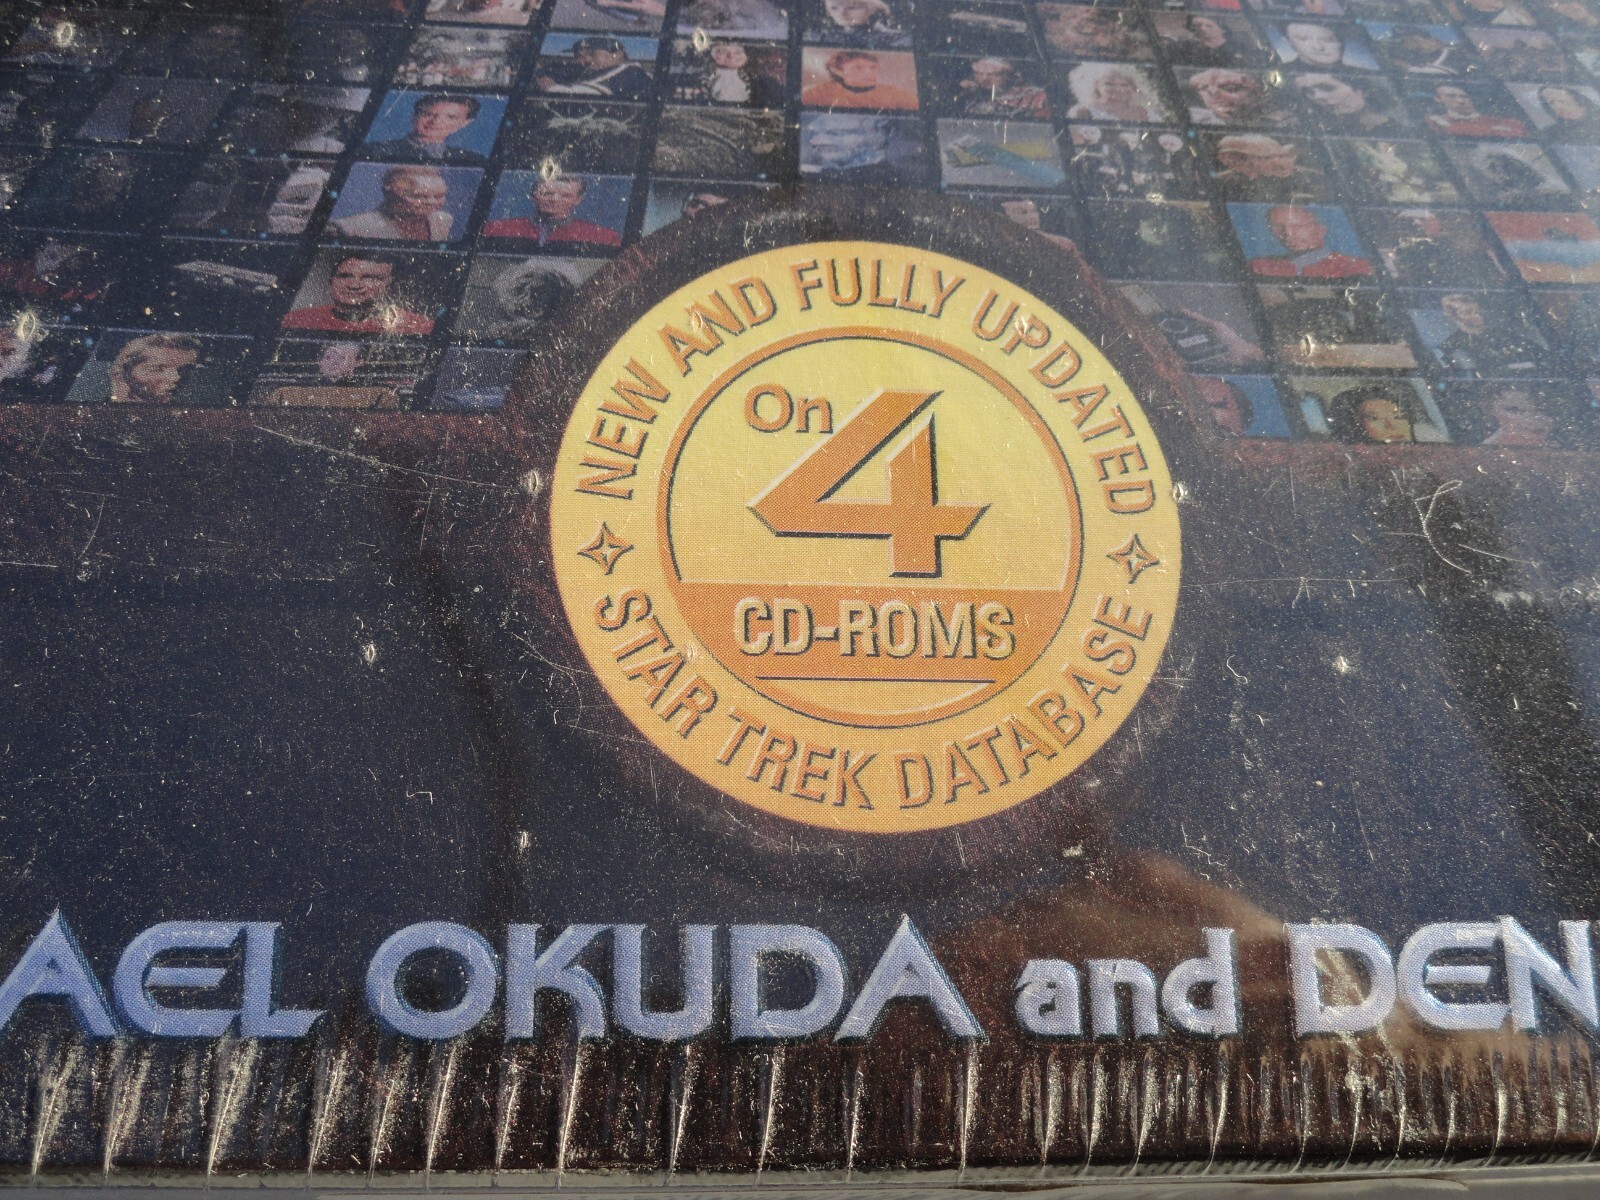 NEW AND FULLY UPDATED
On 4
CD-ROMS
STAR TREK DATABASE
AEL OKUDA and DEN